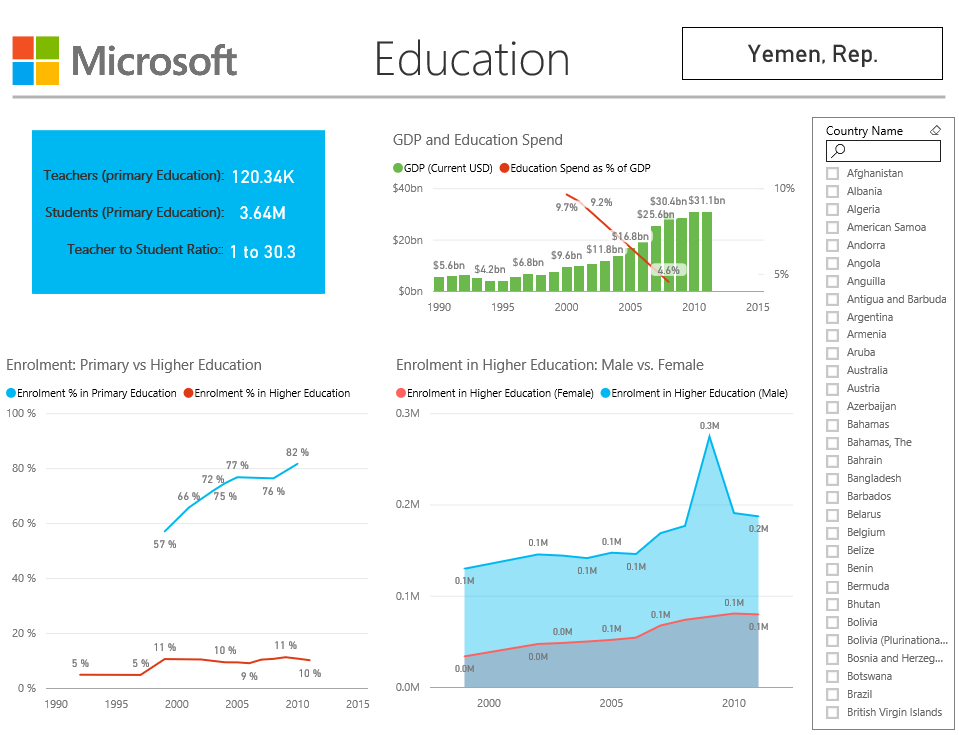 Microsoft
Education
Yemen, Rep.
Teachers (primary Education): 120.34K
Students (Primary Education): 3.64M
Teacher to Student Ratio:: 1 to 30.3
GDP and Education Spend
GDP (Current USD) Education Spend as % of GDP
$40bn
$20bn
$0bn
10%
5%
$5.6bn
$4.2bn
$6.8bn
$9.6bn
$11.8bn
$16.8bn
$25.6bn
$30.4bn
$31.1bn
9.7%
9.2%
4.6%
1990 1995 2000 2005 2010 2015
Enrolment: Primary vs Higher Education
Enrolment % in Primary Education Enrolment % in Higher Education
100 %
80 %
60 %
40 %
20 %
0 %
57 %
66 %
72 %
75 %
77 %
76 %
82 %
5 %
5 %
11 %
10 %
9 %
11 %
10 %
1990 1995 2000 2005 2010 2015
Enrolment in Higher Education: Male vs. Female
Enrolment in Higher Education (Female) Enrolment in Higher Education (Male)
0.3M
0.2M
0.1M
0.0M
0.1M
0.1M
0.1M
0.1M
0.1M
0.3M
0.2M
0.0M
0.0M
0.0M
0.1M
0.1M
0.1M
0.1M
2000 2005 2010
Country Name
Afghanistan
Albania
Algeria
American Samoa
Andorra
Angola
Anguilla
Antigua and Barbuda
Argentina
Armenia
Aruba
Australia
Austria
Azerbaijan
Bahamas
Bahamas, The
Bahrain
Bangladesh
Barbados
Belarus
Belgium
Belize
Benin
Bermuda
Bhutan
Bolivia
Bolivia (Plurinationa...
Bosnia and Herzeg...
Botswana
Brazil
British Virgin Islands